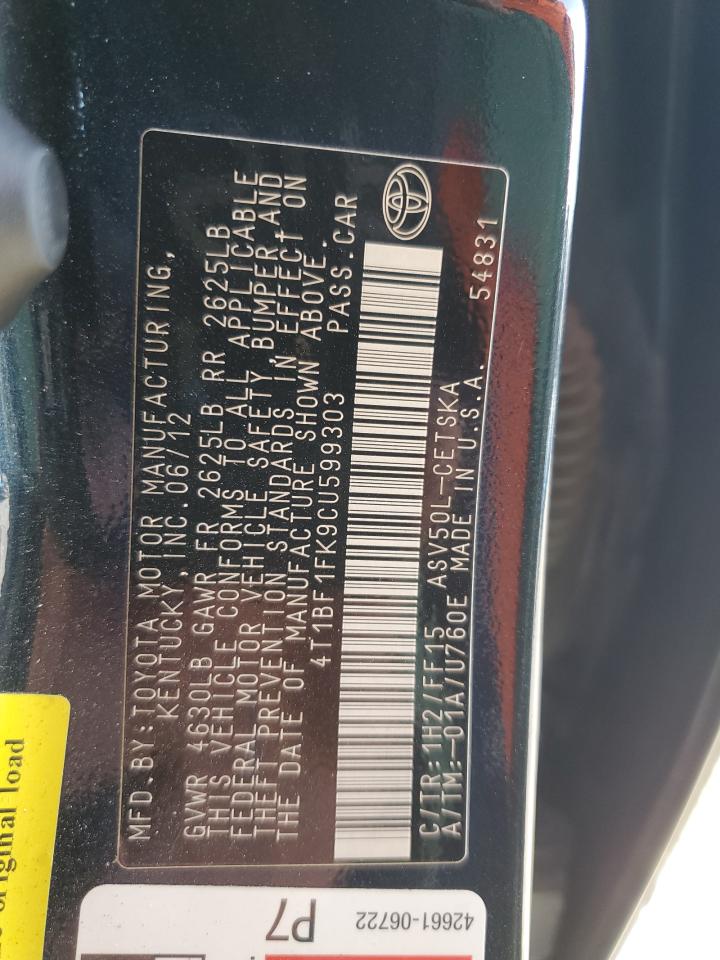 MFD.BY:TOYOTA MOTOR MANUFACTURING,
KENTUCKY,INC.06/12
GVWR 4630LB GAWR FR 2625LB RR 2625LB
THIS VEHICLE CONFORMS TO ALL APPLICABLE
FEDERAL MOTOR VEHICLE SAFETY, BUMPER,AND
THEFT PREVENTION STANDARDS IN EFFECT ON
THE DATE OF MANUFACTURE SHOWN ABOVE.
4T1BF1FK9CU599303 PASS.CAR
C/TR:1H2/FF15 ASV50L-CETSKA
A/TM:-01A/U760E MADE IN U.S.A. 54831
original load
P7
42661-06722